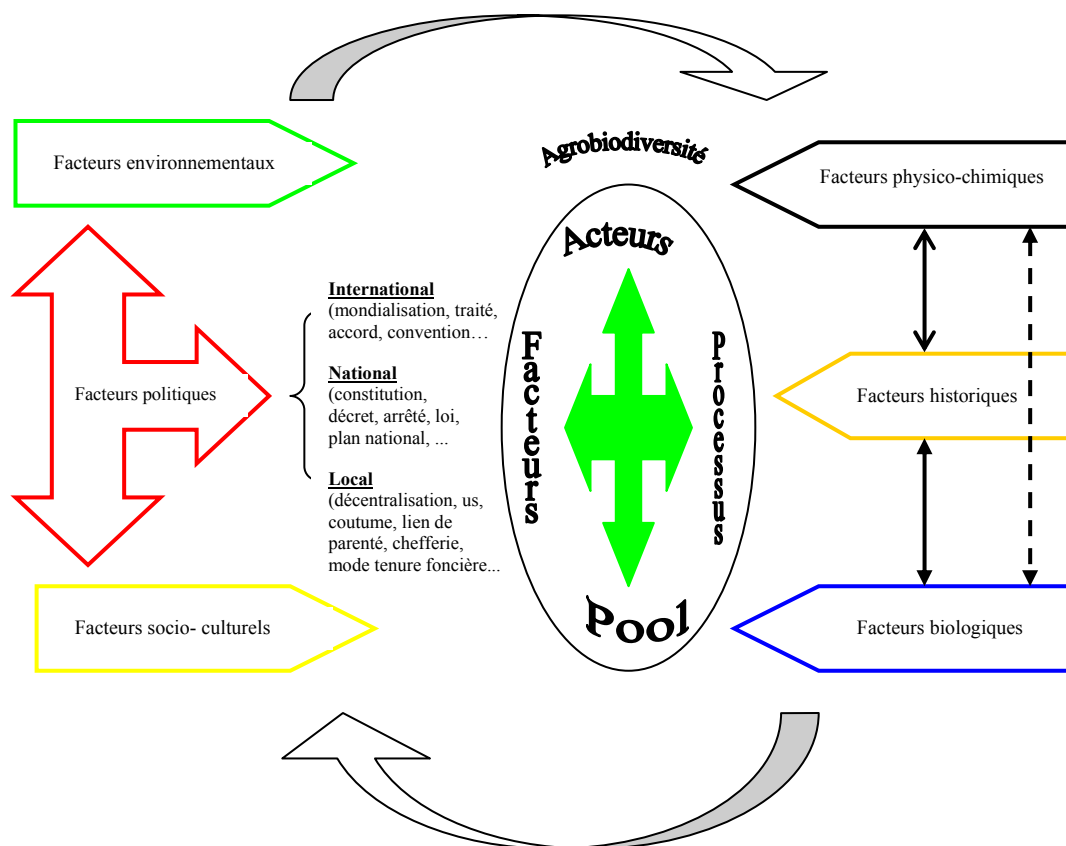 Agrobiodiversité
Facteurs environnementaux
Facteurs physico-chimiques
Acteurs
International
(mondialisation, traité,
accord, convention…
Facteurs
Processus
National
(constitution,
décret, arrêté, loi,
plan national, ...
Facteurs politiques
Facteurs historiques
Local
(décentralisation, us,
coutume, lien de
parenté, chefferie,
mode tenure foncière...
Pool
Facteurs socio- culturels
Facteurs biologiques